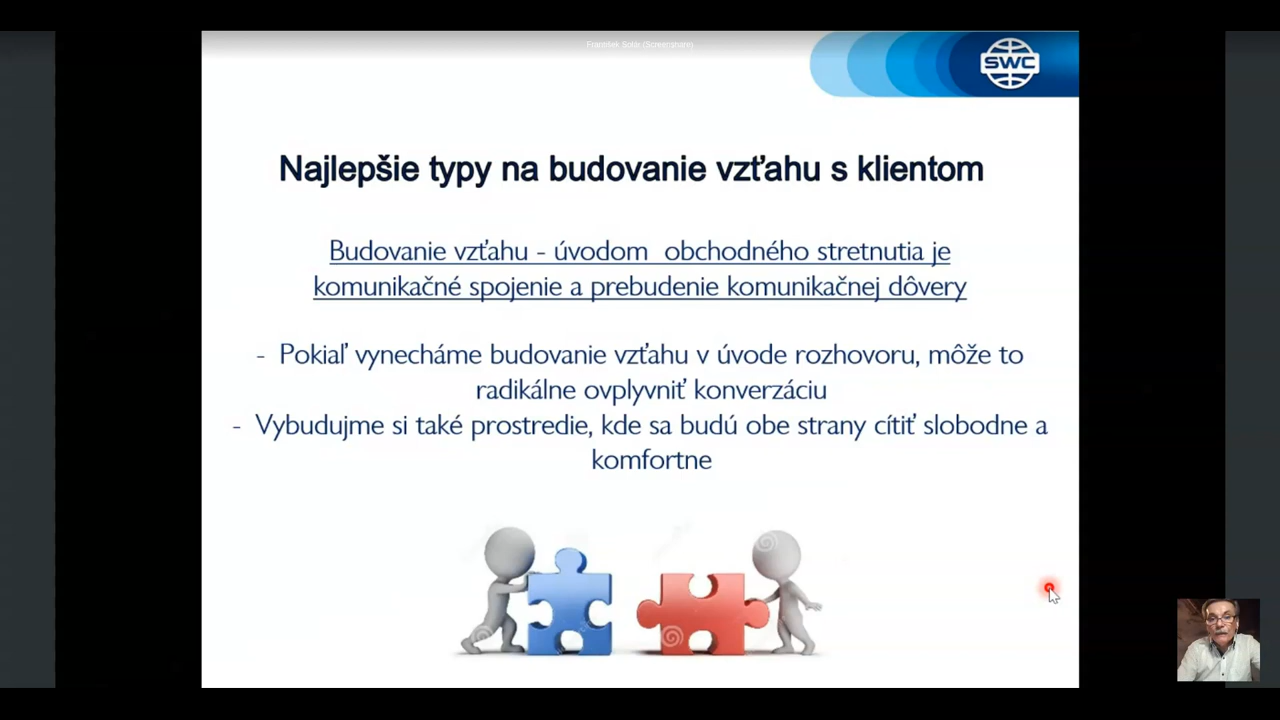 František Solár (Screenshare)
SWC
Najlepšie typy na budovanie vzťahu s klientom
Budovanie vzťahu - úvodom obchodného stretnutia je
komunikačné spojenie a prebudenie komunikačnej dôvery
- Pokiaľ vynecháme budovanie vzťahu v úvode rozhovoru, môže to
radikálne ovplyvniť konverzáciu
- Vybudujme si také prostredie, kde sa budú obe strany cítiť slobodne a
komfortne